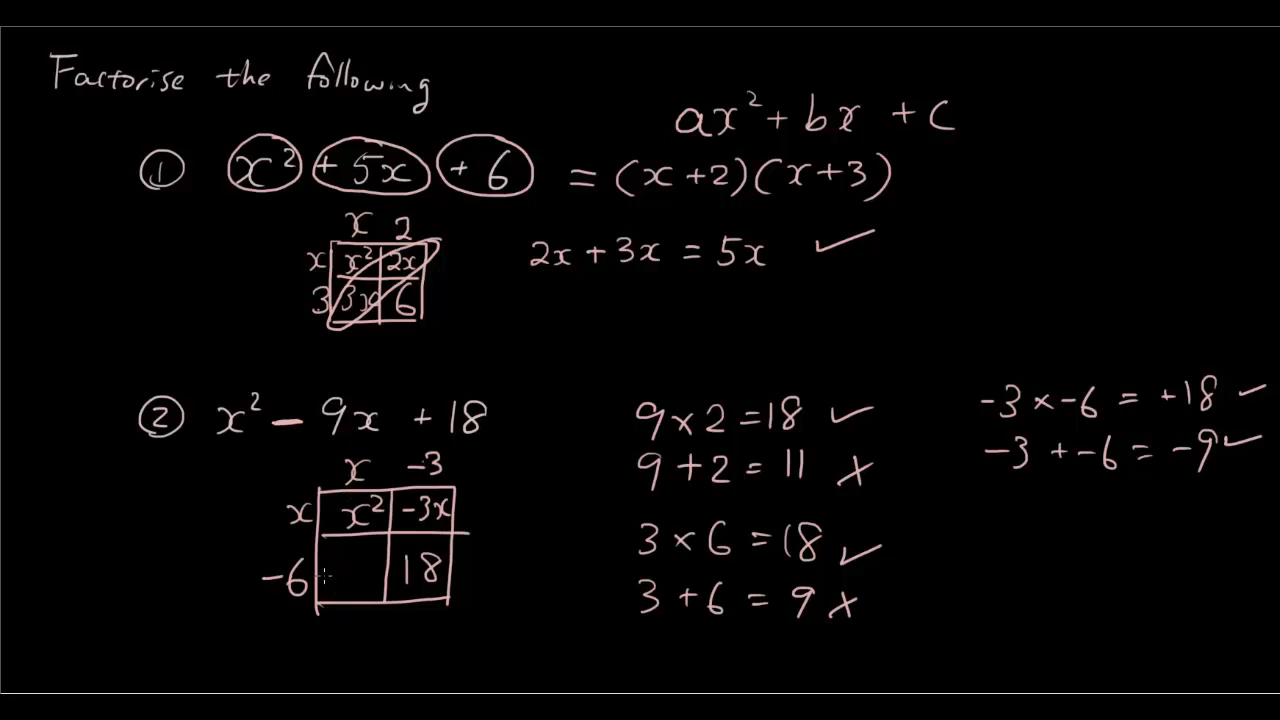 Factorise the following
ax² + bx + c
① x² + 5x + 6 = (x+2)(x+3)
x 2
x x² 2x
3 3x 6
2x + 3x = 5x ✓
② x² - 9x + 18
x -3
x x² -3x
-6 18
9 × 2 = 18 ✓
9 + 2 = 11 ✗
3 × 6 = 18 ✓
3 + 6 = 9 ✗
-3 × -6 = +18 ✓
-3 + -6 = -9 ✓